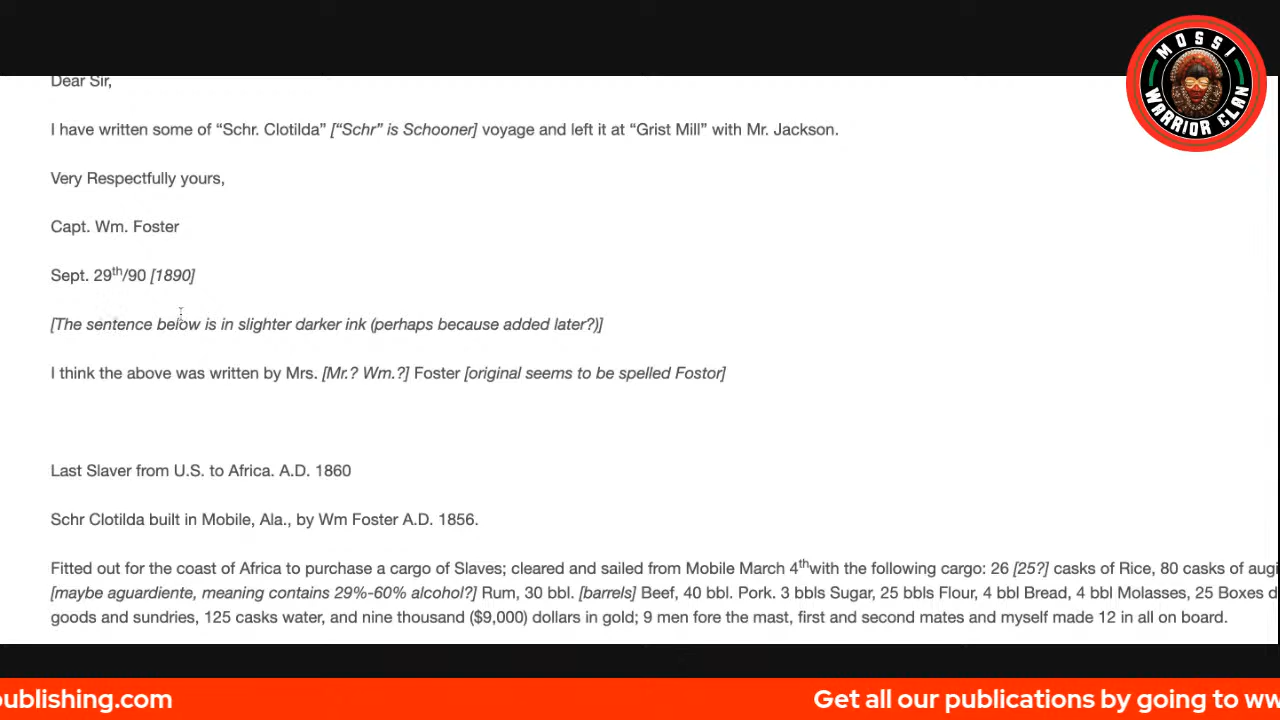 MOSSI
WARRIOR CLAN
Dear Sir,
I have written some of “Schr. Clotilda” [“Schr” is Schooner] voyage and left it at “Grist Mill” with Mr. Jackson.
Very Respectfully yours,
Capt. Wm. Foster
Sept. 29th/90 [1890]
[The sentence below is in slighter darker ink (perhaps because added later?)]
I think the above was written by Mrs. [Mr.? Wm.?] Foster [original seems to be spelled Fostor]
Last Slaver from U.S. to Africa. A.D. 1860
Schr Clotilda built in Mobile, Ala., by Wm Foster A.D. 1856.
Fitted out for the coast of Africa to purchase a cargo of Slaves; cleared and sailed from Mobile March 4thwith the following cargo: 26 [25?] casks of Rice, 80 casks of augi
[maybe aguardiente, meaning contains 29%-60% alcohol?] Rum, 30 bbl. [barrels] Beef, 40 bbl. Pork. 3 bbls Sugar, 25 bbls Flour, 4 bbl Bread, 4 bbl Molasses, 25 Boxes d
goods and sundries, 125 casks water, and nine thousand ($9,000) dollars in gold; 9 men fore the mast, first and second mates and myself made 12 in all on board.
publishing.com Get all our publications by going to ww